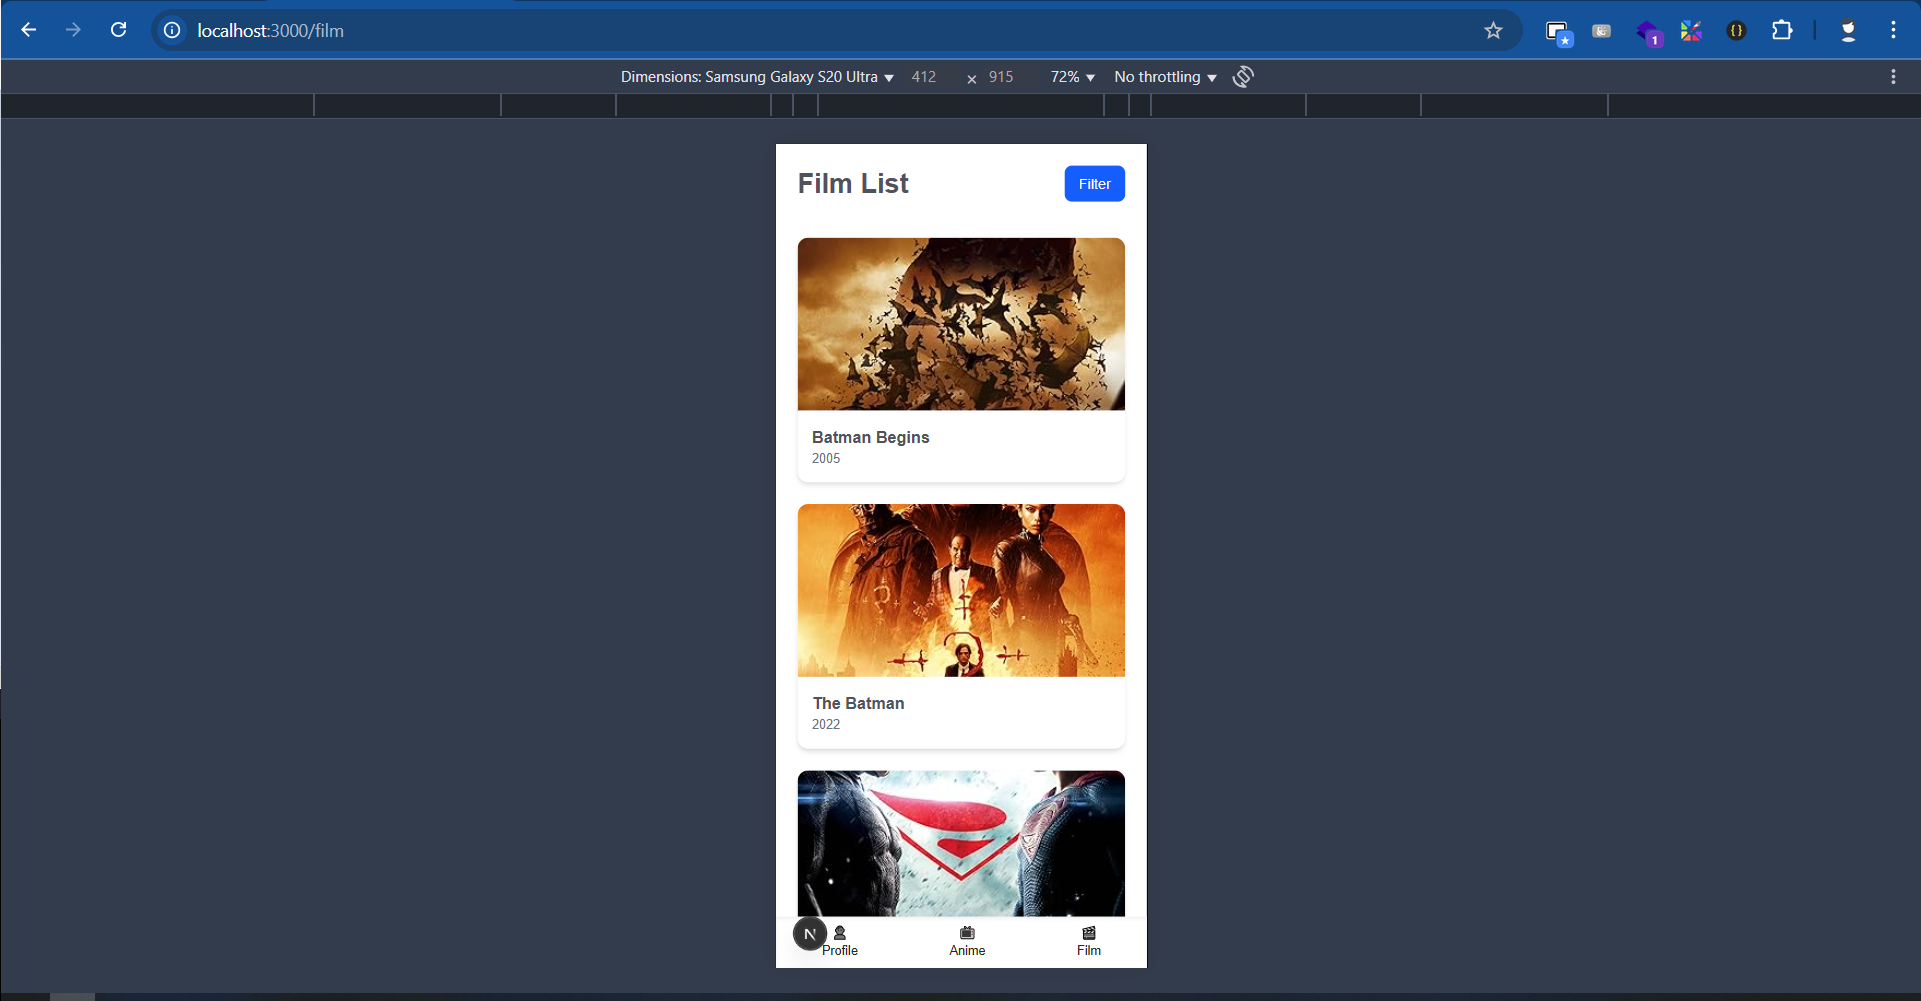 localhost:3000/film
1
Dimensions: Samsung Galaxy S20 Ultra 412 × 915 72% No throttling
Film List
Filter
Batman Begins
2005
The Batman
2022
N
Profile Anime Film